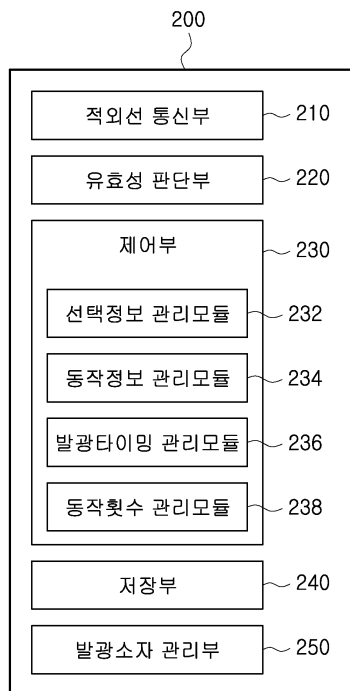 200
적외선 통신부 210
유효성 판단부 220
제어부 230
선택정보 관리모듈 232
동작정보 관리모듈 234
발광타이밍 관리모듈 236
동작횟수 관리모듈 238
저장부 240
발광소자 관리부 250